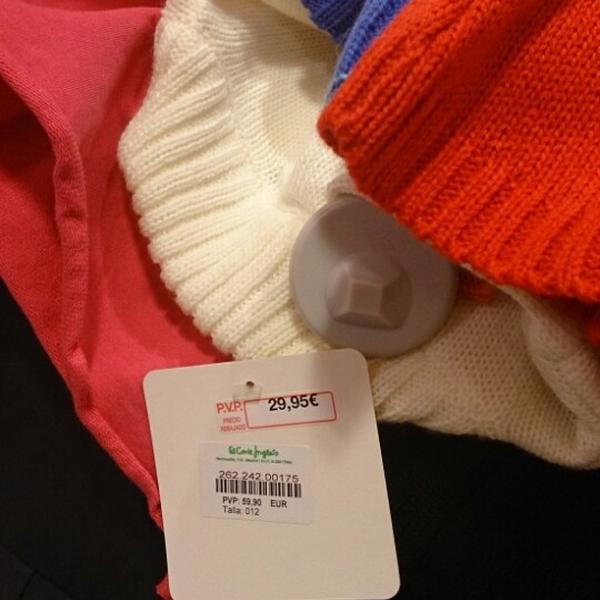 P.V.P. 29,95€
PRECIO
REBAJADO
El Corte Inglés
262 242 00175
PVP: 59,90 EUR
Talla: 012